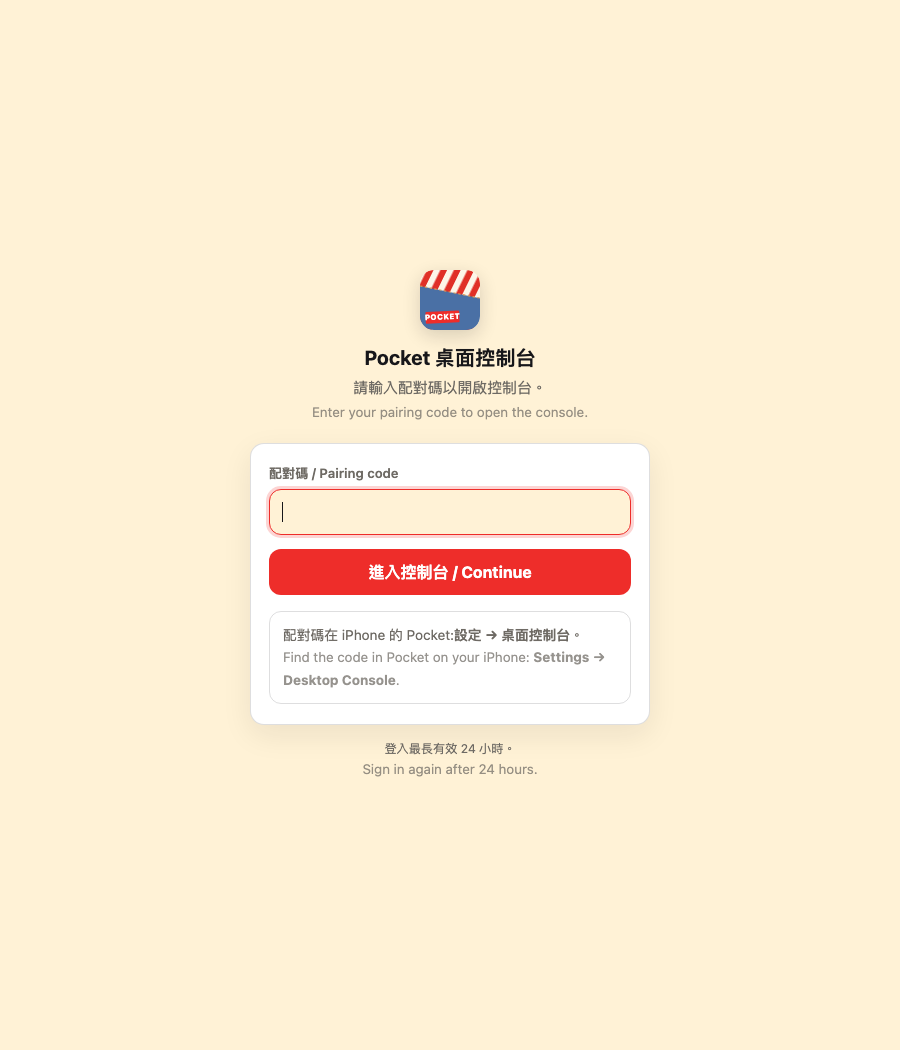 POCKET
Pocket 桌面控制台
請輸入配對碼以開啟控制台。
Enter your pairing code to open the console.
配對碼 / Pairing code
進入控制台 / Continue
配對碼在 iPhone 的 Pocket:設定 → 桌面控制台。
Find the code in Pocket on your iPhone: Settings →
Desktop Console.
登入最長有效 24 小時。
Sign in again after 24 hours.